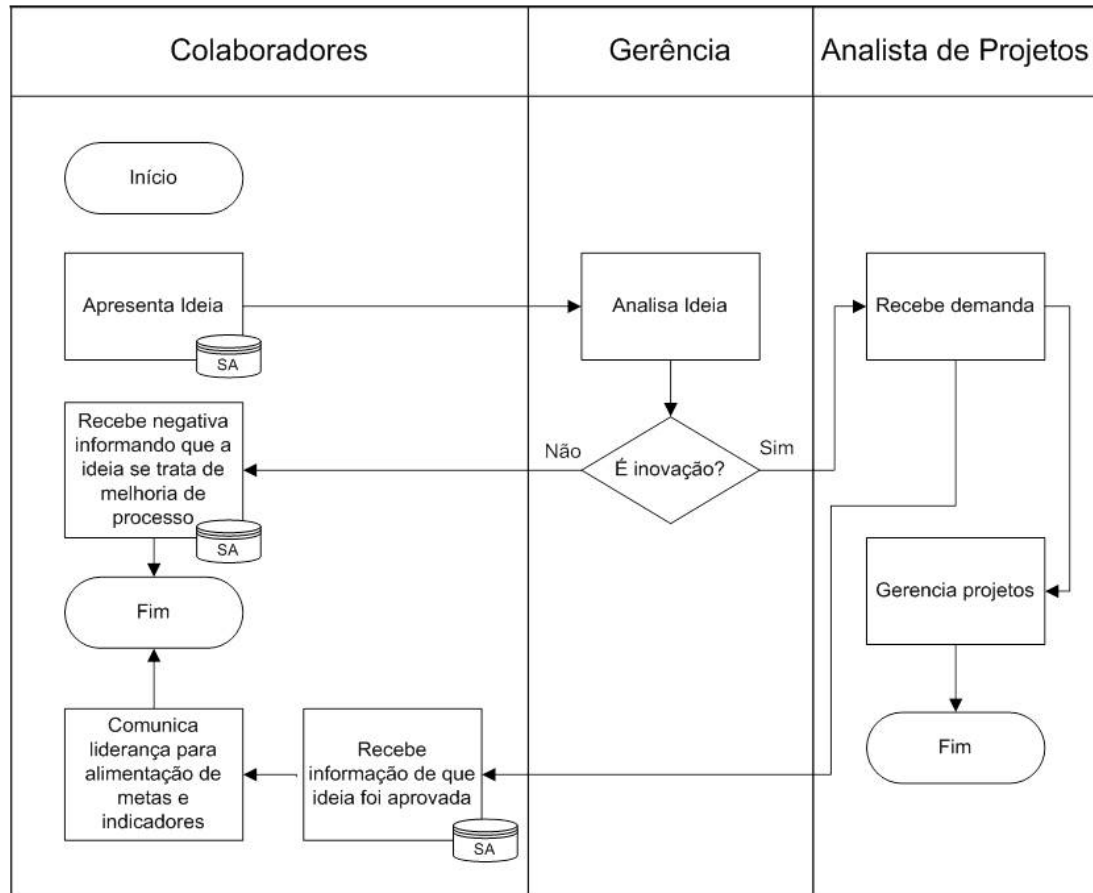 Colaboradores
Gerência
Analista de Projetos
Início
Apresenta Ideia
SA
Analisa Ideia
Recebe demanda
Recebe negativa
informando que a
ideia se trata de
melhoria de
processo
SA
Não
É inovação?
Sim
Fim
Gerencia projetos
Comunica
liderança para
alimentação de
metas e
indicadores
Recebe
informação de que
ideia foi aprovada
SA
Fim